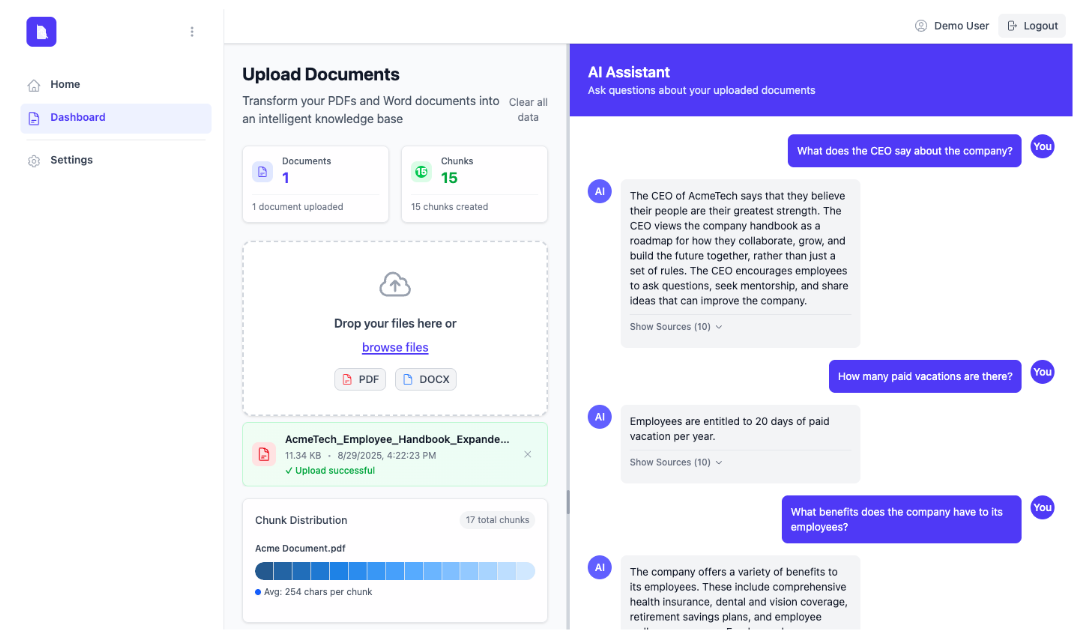 Demo User
Logout
Home
Dashboard
Settings
Upload Documents
Transform your PDFs and Word documents into
an intelligent knowledge base
Clear all
data
Documents
1
1 document uploaded
15
Chunks
15
15 chunks created
Drop your files here or
browse files
PDF
DOCX
AcmeTech_Employee_Handbook_Expande...
11.34 KB • 8/29/2025, 4:22:23 PM
✓ Upload successful
Chunk Distribution
17 total chunks
Acme Document.pdf
Avg: 254 chars per chunk
AI Assistant
Ask questions about your uploaded documents
What does the CEO say about the company?
You
AI
The CEO of AcmeTech says that they believe
their people are their greatest strength. The
CEO views the company handbook as a
roadmap for how they collaborate, grow, and
build the future together, rather than just a
set of rules. The CEO encourages employees
to ask questions, seek mentorship, and share
ideas that can improve the company.
Show Sources (10)
How many paid vacations are there?
You
AI
Employees are entitled to 20 days of paid
vacation per year.
Show Sources (10)
What benefits does the company have to its
employees?
You
AI
The company offers a variety of benefits to
its employees. These include comprehensive
health insurance, dental and vision coverage,
retirement savings plans, and employee